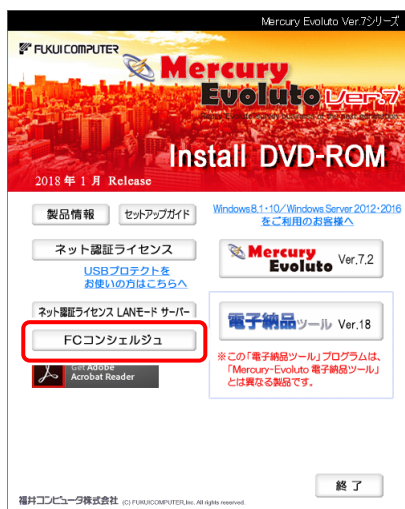 Mercury Evoluto Ver.7シリーズ
FUKUI COMPUTER
Mercury
Evoluto Ver.7
Install DVD-ROM
2018 年 1 月 Release
製品情報
セットアップガイド
Windows8.1・10／Windows Server 2012・2016
をご利用のお客様へ
ネット認証ライセンス
USBプロテクトを
お使いの方はこちらへ
Mercury
Evoluto Ver.7.2
ネット認証ライセンス LANモード サーバー
FCコンシェルジュ
Get Adobe
Acrobat Reader
電子納品ツール Ver.18
※この「電子納品ツール」プログラムは、
「Mercury-Evoluto 電子納品ツール」
とは異なる製品です。
終 了
福井コンピュータ株式会社 (C) FUKUICOMPUTER,Inc. All rights reserved.